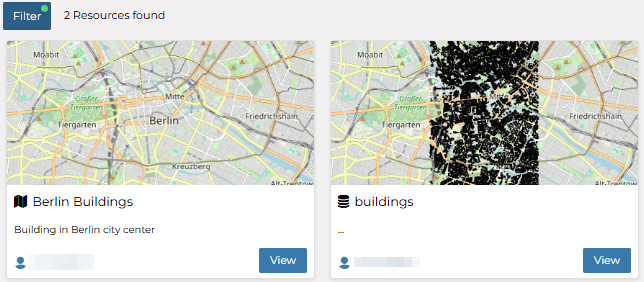 Filter 2 Resources found
Moabit
Großer Tiergarten
Mitte
Berlin
Tiergarten
Friedrichshain
Kreuzberg
Alt-Treptow
Moabit
Großer Tiergarten
Mitte
Tiergarten
Friedrichshain
Alt-Treptow
Berlin Buildings
buildings
Building in Berlin city center
...
View
View